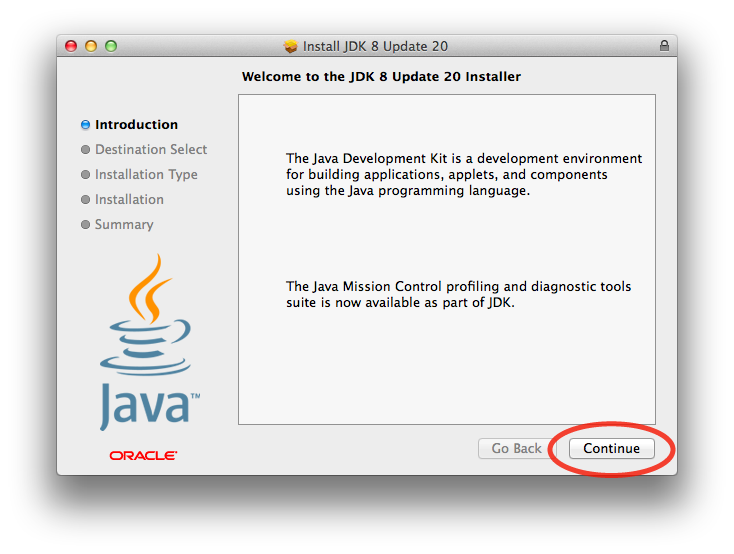 Install JDK 8 Update 20
Welcome to the JDK 8 Update 20 Installer
Introduction
Destination Select
Installation Type
Installation
Summary
The Java Development Kit is a development environment
for building applications, applets, and components
using the Java programming language.
The Java Mission Control profiling and diagnostic tools
suite is now available as part of JDK.
Java™
ORACLE®
Go Back
Continue